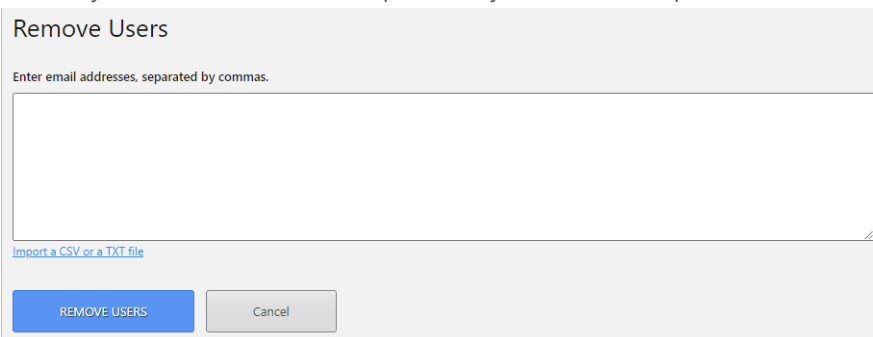 Remove Users
Enter email addresses, separated by commas.
Import a CSV or a TXT file
REMOVE USERS
Cancel